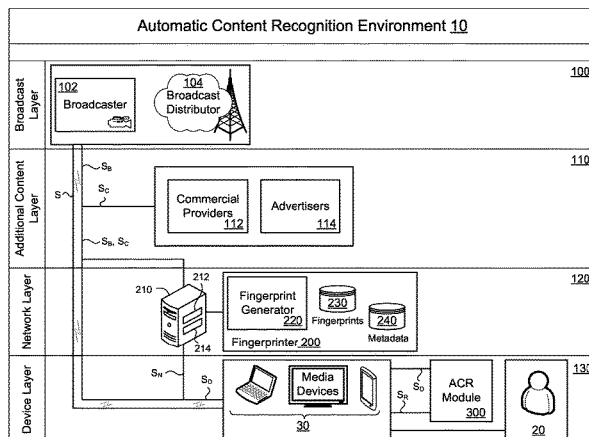 Automatic Content Recognition Environment 10
Broadcast Layer
100
102
Broadcaster
104
Broadcast
Distributor
Additional Content Layer
110
S
SB
SC
SB, SC
Commercial
Providers
112
Advertisers
114
Network Layer
120
210
212
214
Fingerprint
Generator
220
230
Fingerprints
240
Metadata
Fingerprinter 200
Device Layer
130
SN
SD
Media
Devices
30
SD
SR
ACR
Module
300
20